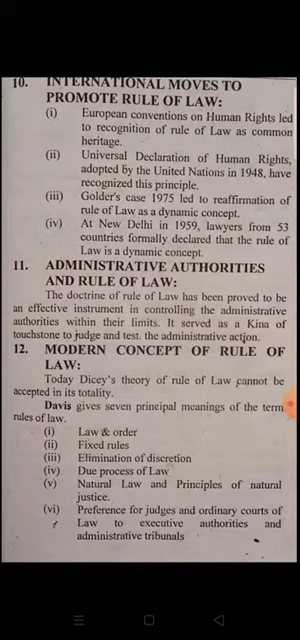 10. INTERNATIONAL MOVES TO
PROMOTE RULE OF LAW:
(i) European conventions on Human Rights led
to recognition of rule of Law as common
heritage.
(ii) Universal Declaration of Human Rights,
adopted by the United Nations in 1948, have
recognized this principle.
(iii) Golder's case 1975 led to reaffirmation of
rule of Law as a dynamic concept.
(iv) At New Delhi in 1959, lawyers from 53
countries formally declared that the rule of
Law is a dynamic concept.
11. ADMINISTRATIVE AUTHORITIES
AND RULE OF LAW:
The doctrine of rule of Law has been proved to be
an effective instrument in controlling the administrative
authorities within their limits. It served as a Kina of
touchstone to judge and test. the administrative action.
12. MODERN CONCEPT OF RULE OF
LAW:
Today Dicey's theory of rule of Law cannot be
accepted in its totality.
Davis gives seven principal meanings of the term
rules of law.
(i) Law & order
(ii) Fixed rules
(iii) Elimination of discretion
(iv) Due process of Law
(v) Natural Law and Principles of natural
justice.
(vi) Preference for judges and ordinary courts of
Law to executive authorities and
administrative tribunals